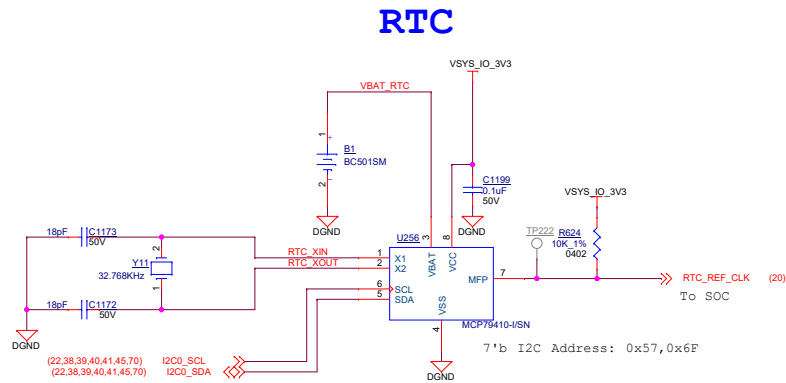 RTC
VSYS_IO_3V3
VBAT_RTC
1
+
B1
BC501SM
2
-
C1199
0.1uF
50V
VSYS_IO_3V3
DGND
DGND
TP222
R624
10K_1%
0402
18pF
C1173
50V
U256
3
8
2
Y11
32.768KHz
1
RTC_XIN
RTC_XOUT
1
2
X1
X2
VBAT
VCC
MFP
7
RTC_REF_CLK
(20)
To SOC
6
5
SCL
SDA
VSS
18pF
C1172
50V
4
MCP79410-I/SN
DGND
7'b I2C Address: 0x57,0x6F
(22,38,39,40,41,45,70) I2C0_SCL
(22,38,39,40,41,45,70) I2C0_SDA
DGND